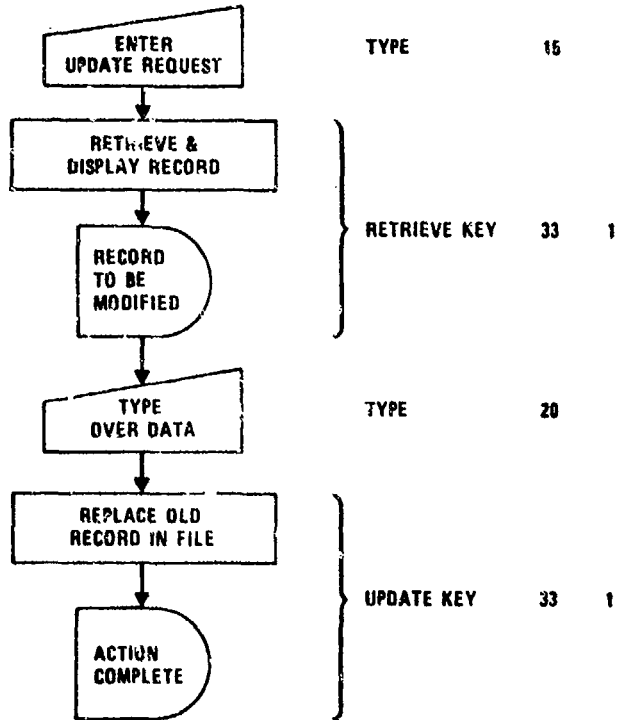 ENTER
UPDATE REQUEST
TYPE 15
RETRIEVE &
DISPLAY RECORD
RECORD
TO BE
MODIFIED
RETRIEVE KEY 33 1
TYPE
OVER DATA
TYPE 20
REPLACE OLD
RECORD IN FILE
ACTION
COMPLETE
UPDATE KEY 33 1